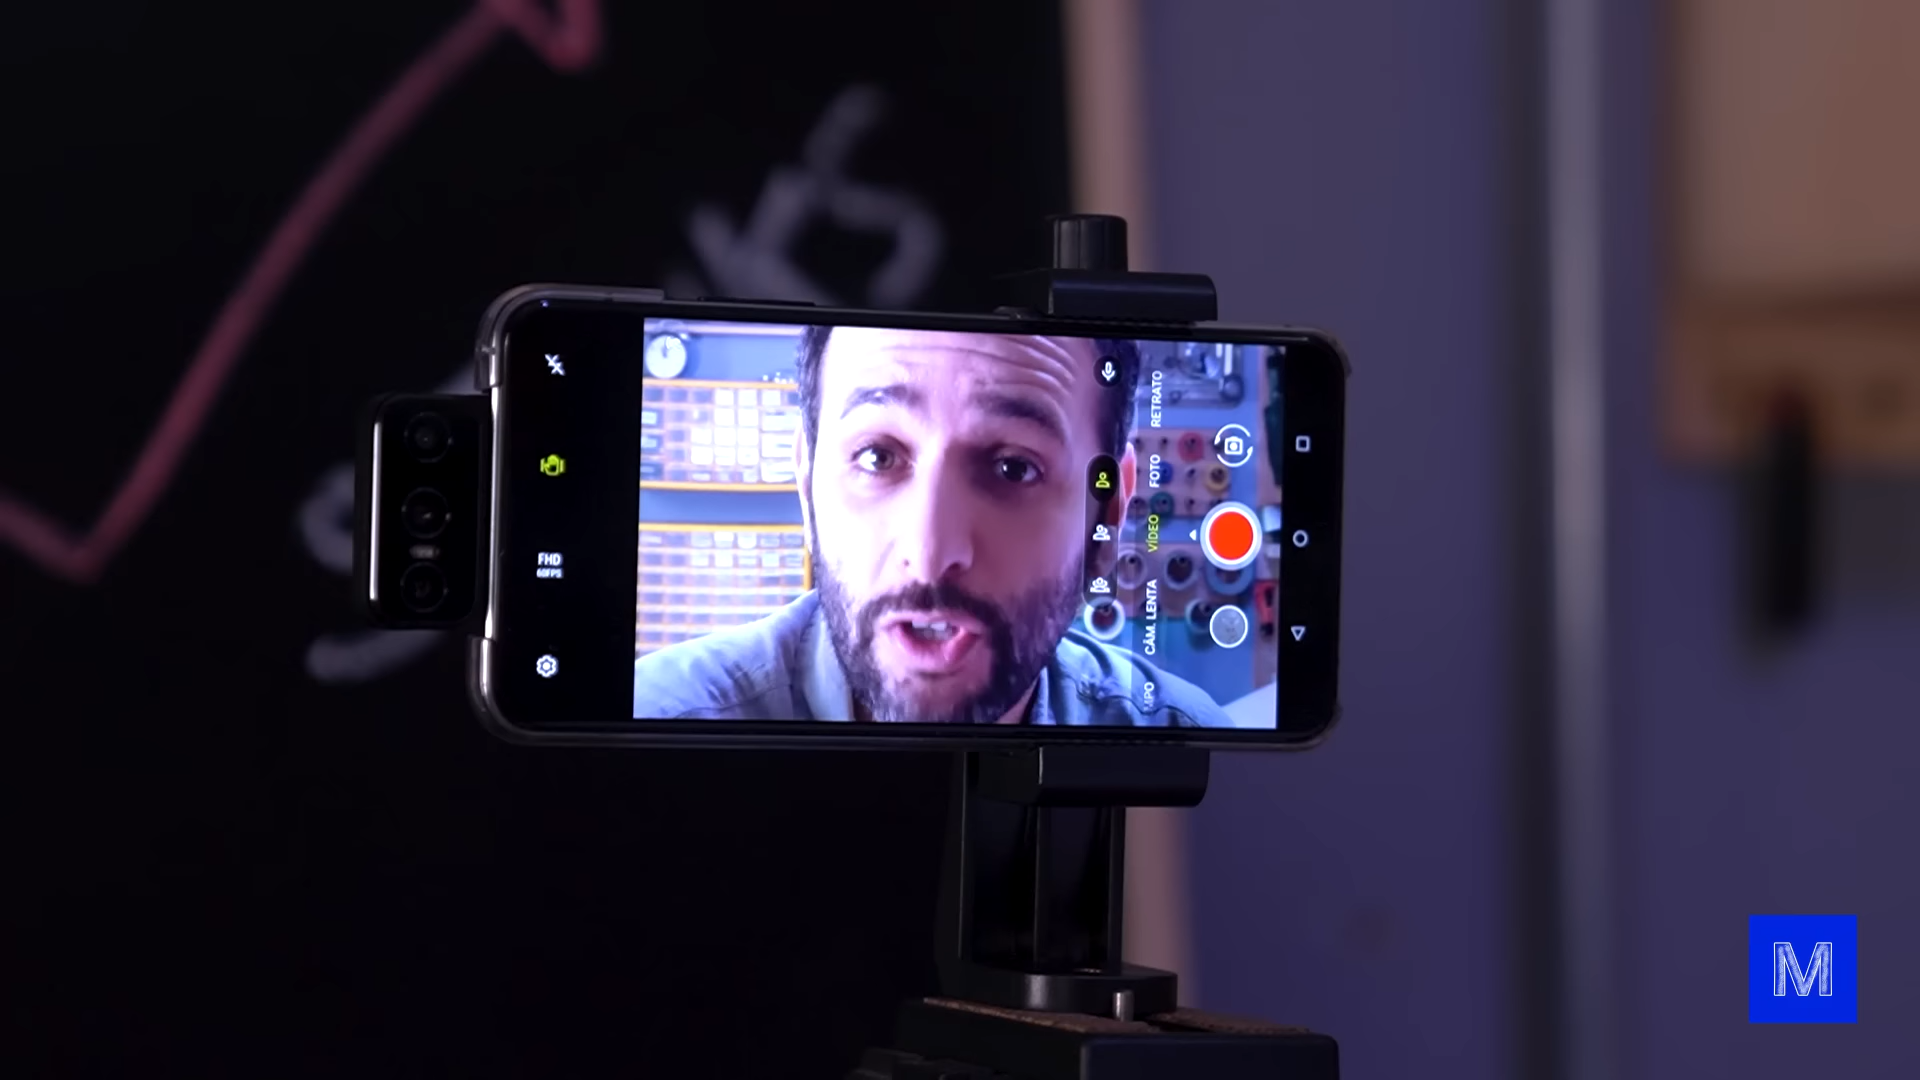 FHD
60FPS
RETRATO
FOTO
VÍDEO
CÂM. LENTA
M